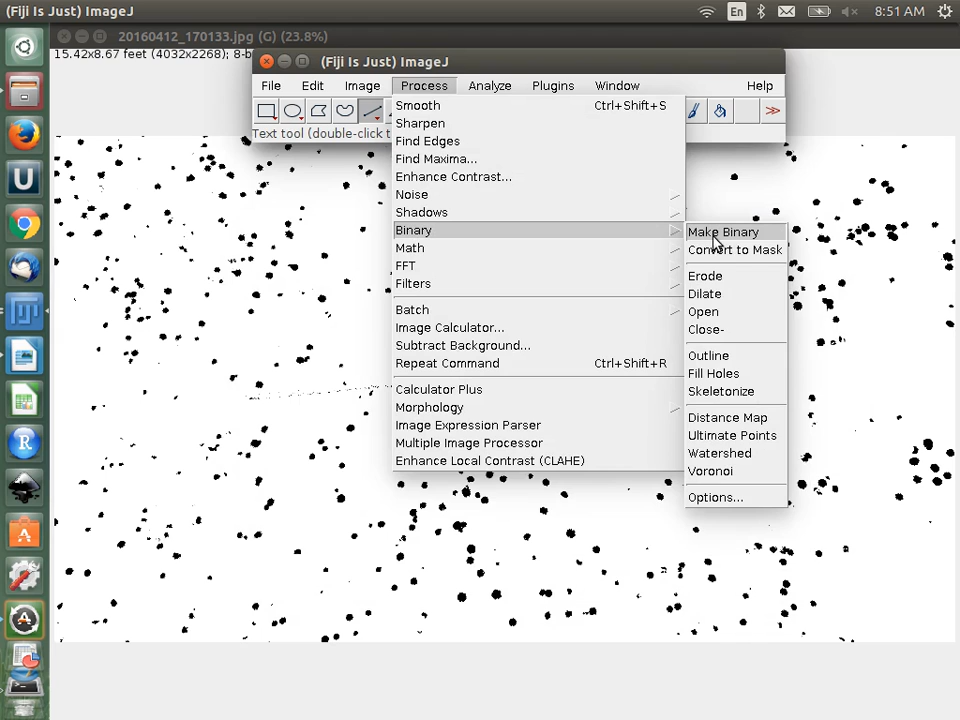 (Fiji Is Just) ImageJ
En
8:51 AM
20160412_170133.jpg (G) (23.8%)
15.42x8.67 feet (4032x2268); 8-b
(Fiji Is Just) ImageJ
File Edit Image Process Analyze Plugins Window Help
>>
Text tool (double-click t
Smooth Ctrl+Shift+S
Sharpen
Find Edges
Find Maxima...
Enhance Contrast...
Noise
Shadows
Binary
Math
FFT
Filters
Batch
Image Calculator...
Subtract Background...
Repeat Command Ctrl+Shift+R
Calculator Plus
Morphology
Image Expression Parser
Multiple Image Processor
Enhance Local Contrast (CLAHE)
Make Binary
Convert to Mask
Erode
Dilate
Open
Close-
Outline
Fill Holes
Skeletonize
Distance Map
Ultimate Points
Watershed
Voronoi
Options...
U
R
A